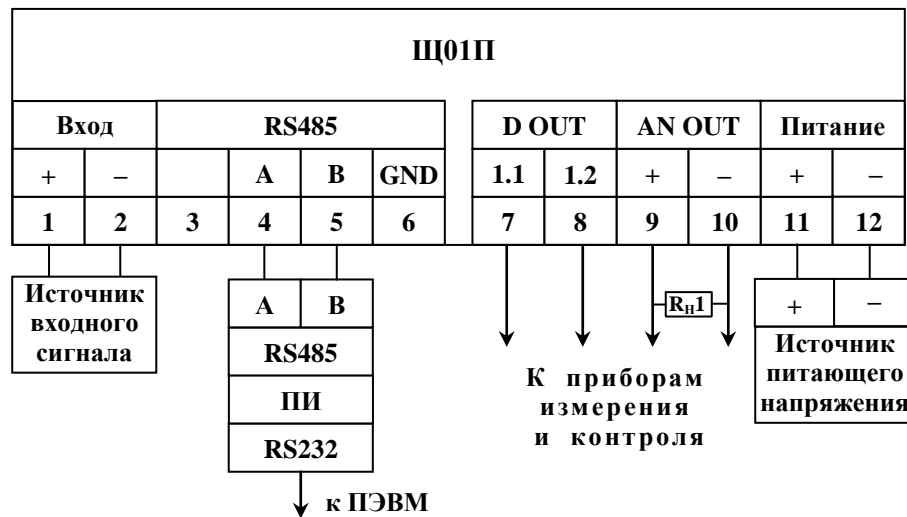 Щ01П
Вход RS485 D OUT AN OUT Питание
+ – A B GND 1.1 1.2 + – + –
1 2 3 4 5 6 7 8 9 10 11 12
Источник
входного
сигнала
A B
RS485
ПИ
RS232
к ПЭВМ
RН1
К приборам
измерения
и контроля
+ –
Источник
питающего
напряжения